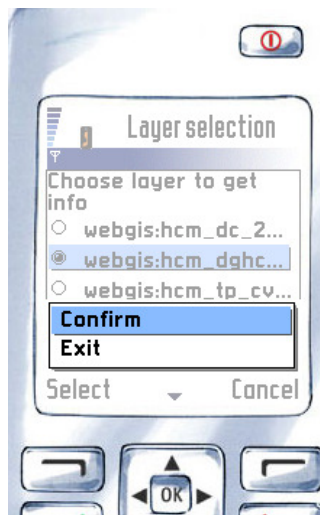 Layer selection
Choose layer to get
info
webgis:hcm_dc_2...
webgis:hcm_dghc...
webgis:hcm_tp_cv...
Confirm
Exit
Select Cancel
OK